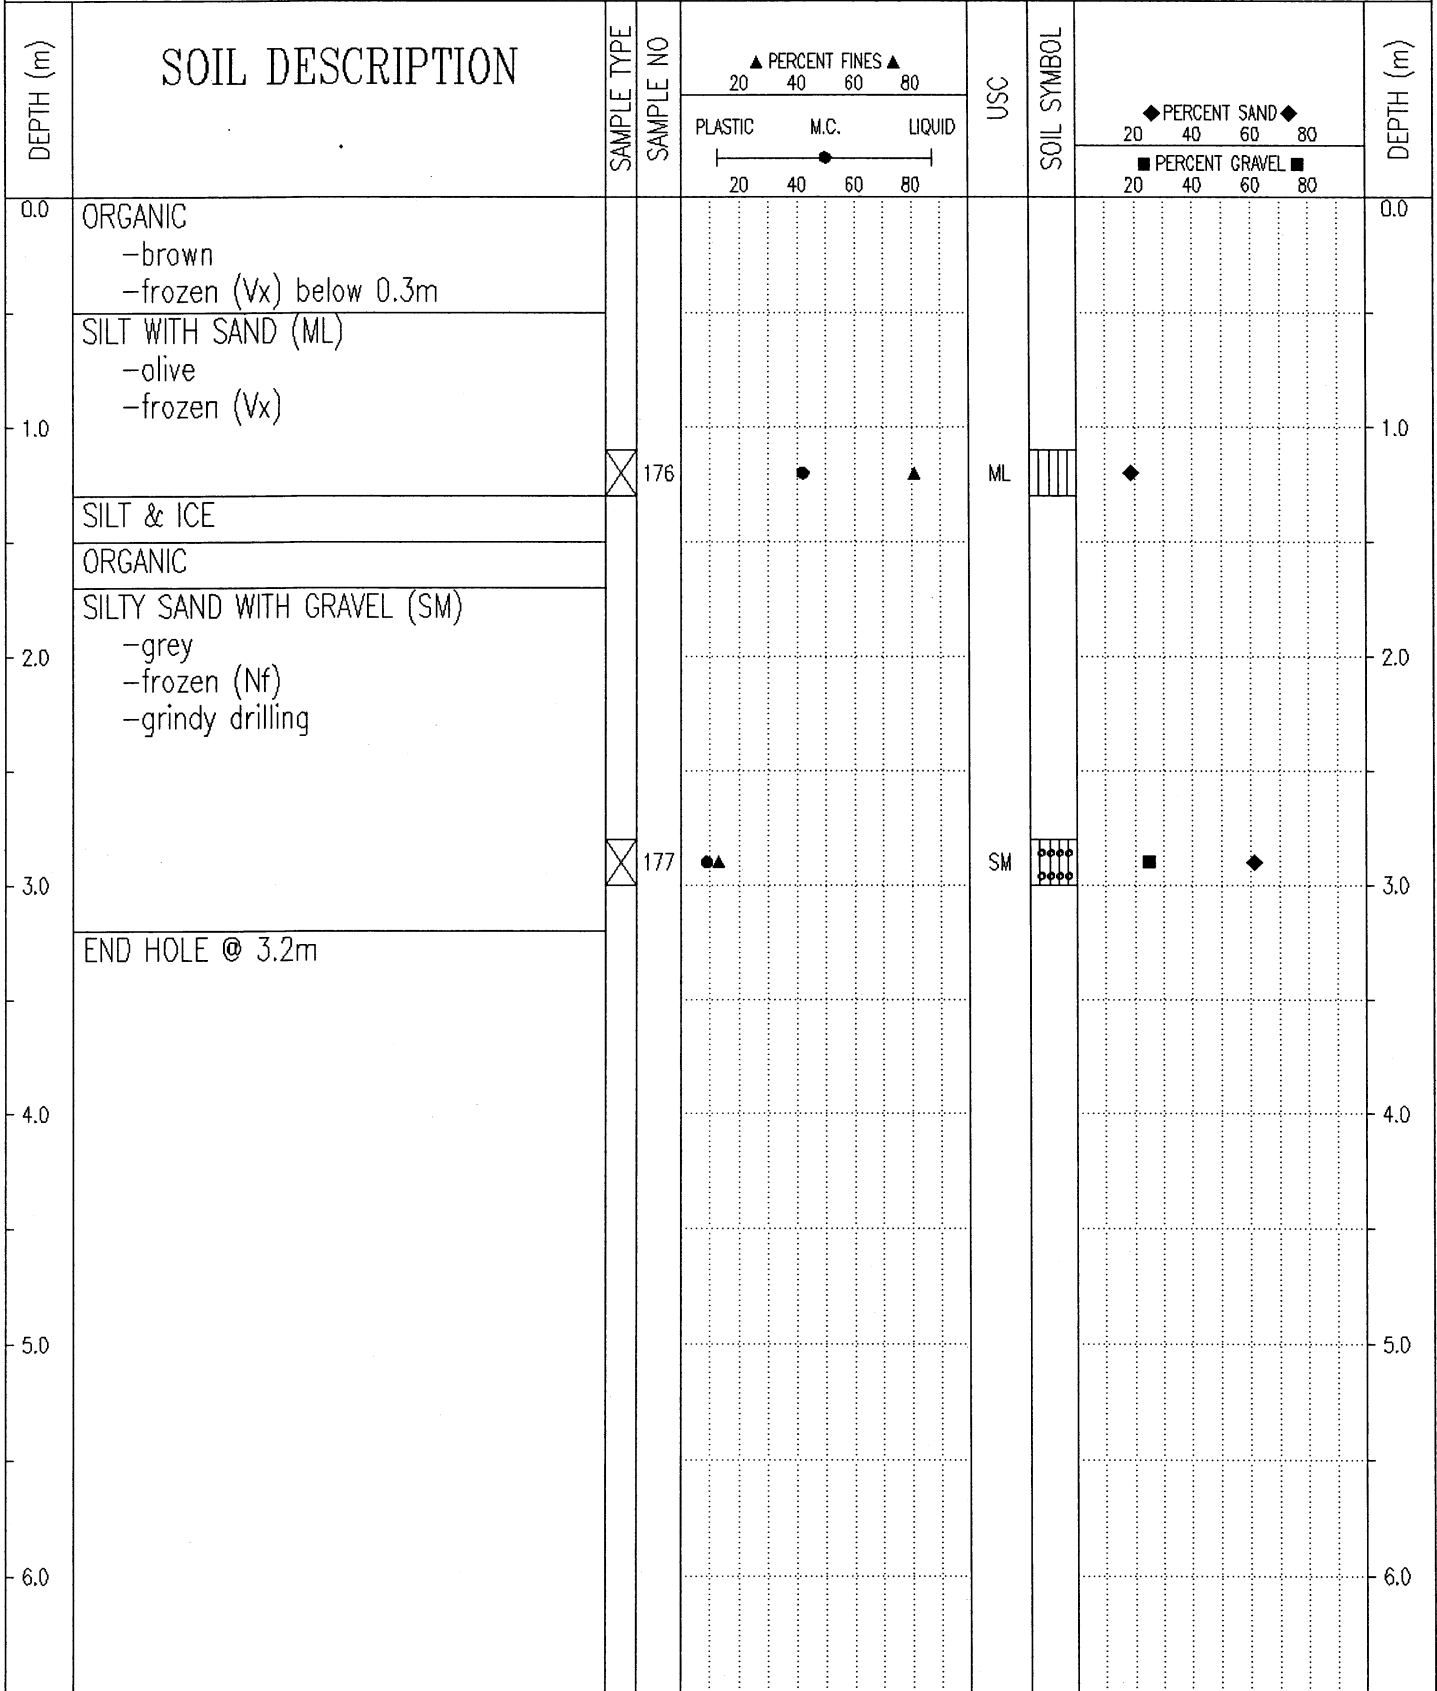 DEPTH (m)
SOIL DESCRIPTION
SAMPLE TYPE
SAMPLE NO
▲ PERCENT FINES ▲
20 40 60 80
PLASTIC M.C. LIQUID
20 40 60 80
USC
SOIL SYMBOL
◆ PERCENT SAND ◆
20 40 60 80
■ PERCENT GRAVEL ■
20 40 60 80
DEPTH (m)
0.0 ORGANIC 0.0
-brown
-frozen (Vx) below 0.3m
SILT WITH SAND (ML)
-olive
-frozen (Vx)
1.0 1.0
176 ML
SILT & ICE
ORGANIC
SILTY SAND WITH GRAVEL (SM)
-grey
2.0 2.0
-frozen (Nf)
-grindy drilling
177 SM
3.0 3.0
END HOLE @ 3.2m
4.0 4.0
5.0 5.0
6.0 6.0